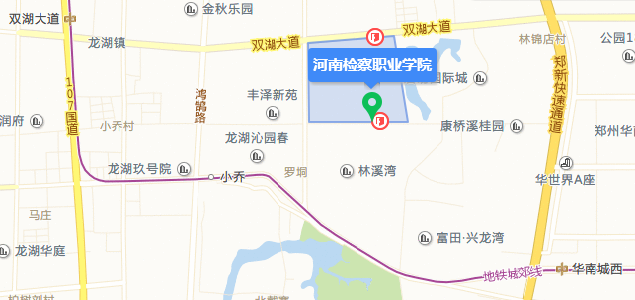 金秋乐园
双湖大道
龙湖镇
双湖大道
双湖大道
林锦店村
公园1
河南检察职业学院
国际城
107国道
鸿鹄路
丰泽新苑
郑新快速通道
润府
小乔村
龙湖沁园春
康桥溪桂园
郑州华
龙湖玖号院
小乔
罗垌
林溪湾
华世界A座
马庄
龙湖华庭
富田·兴龙湾
地铁城郊线
华南城西
柏树刘村